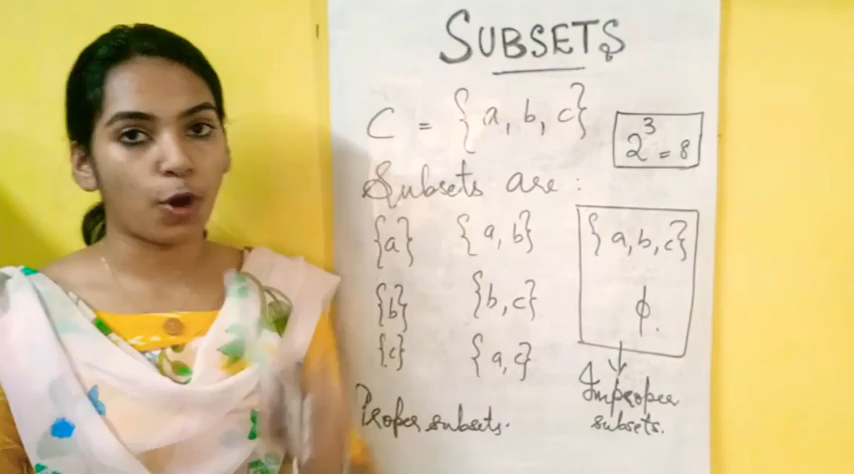 SUBSETS
C = {a, b, c}
2³ = 8
Subsets are :
{a} {a, b} {a, b, c}
{b} {b, c} ϕ.
{c} {a, c}
Proper subsets.
Improper
subsets.